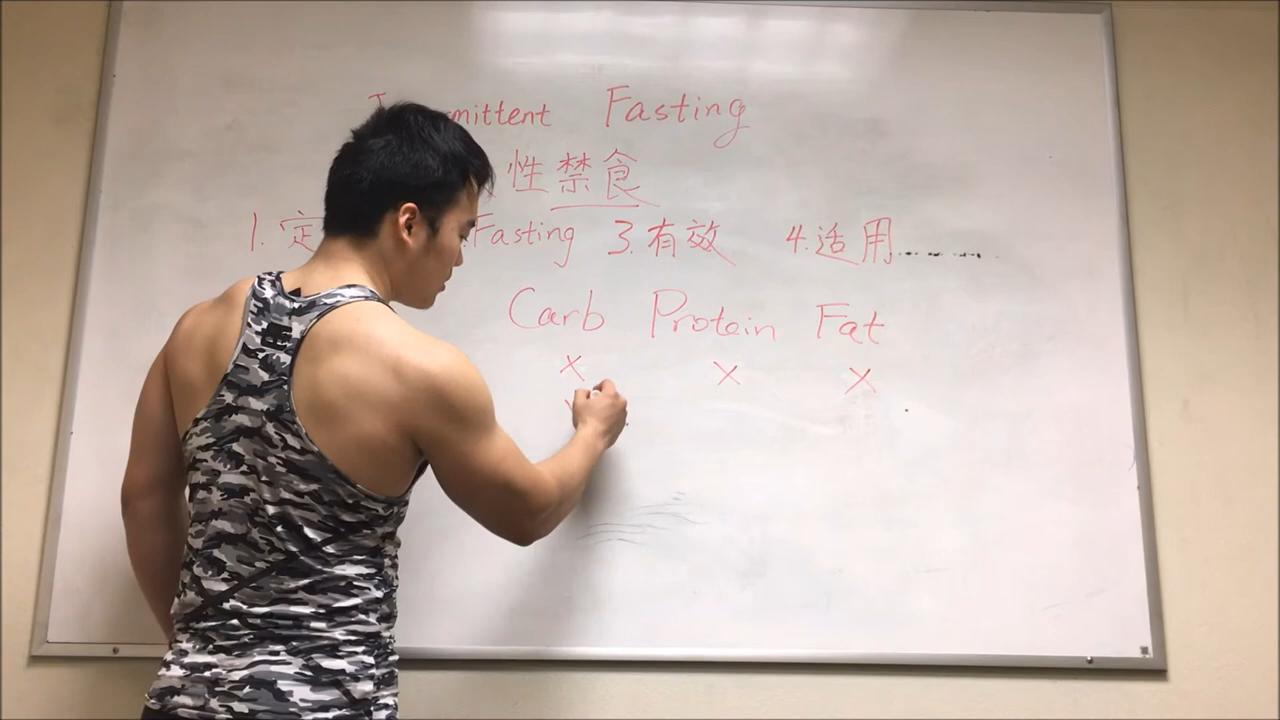 mittent Fasting
性禁食
1.定 Fasting 3.有效 4.适用......
Carb Protein Fat
× × ×